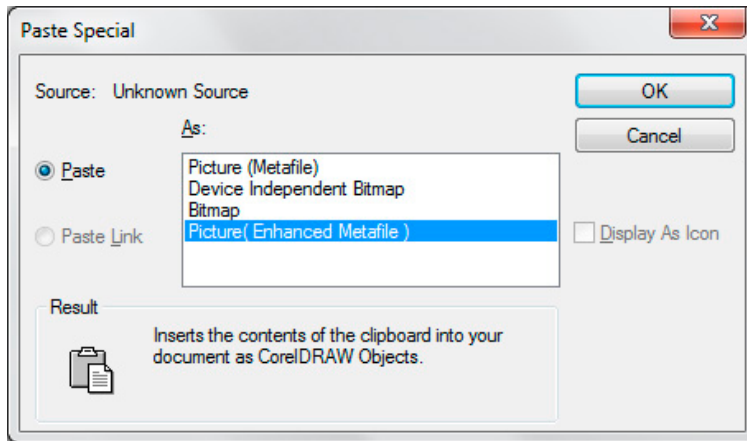 Paste Special
Source: Unknown Source
OK
As:
Cancel
Paste
Picture (Metafile)
Device Independent Bitmap
Bitmap
Picture( Enhanced Metafile )
Paste Link
Display As Icon
Result
Inserts the contents of the clipboard into your
document as CorelDRAW Objects.